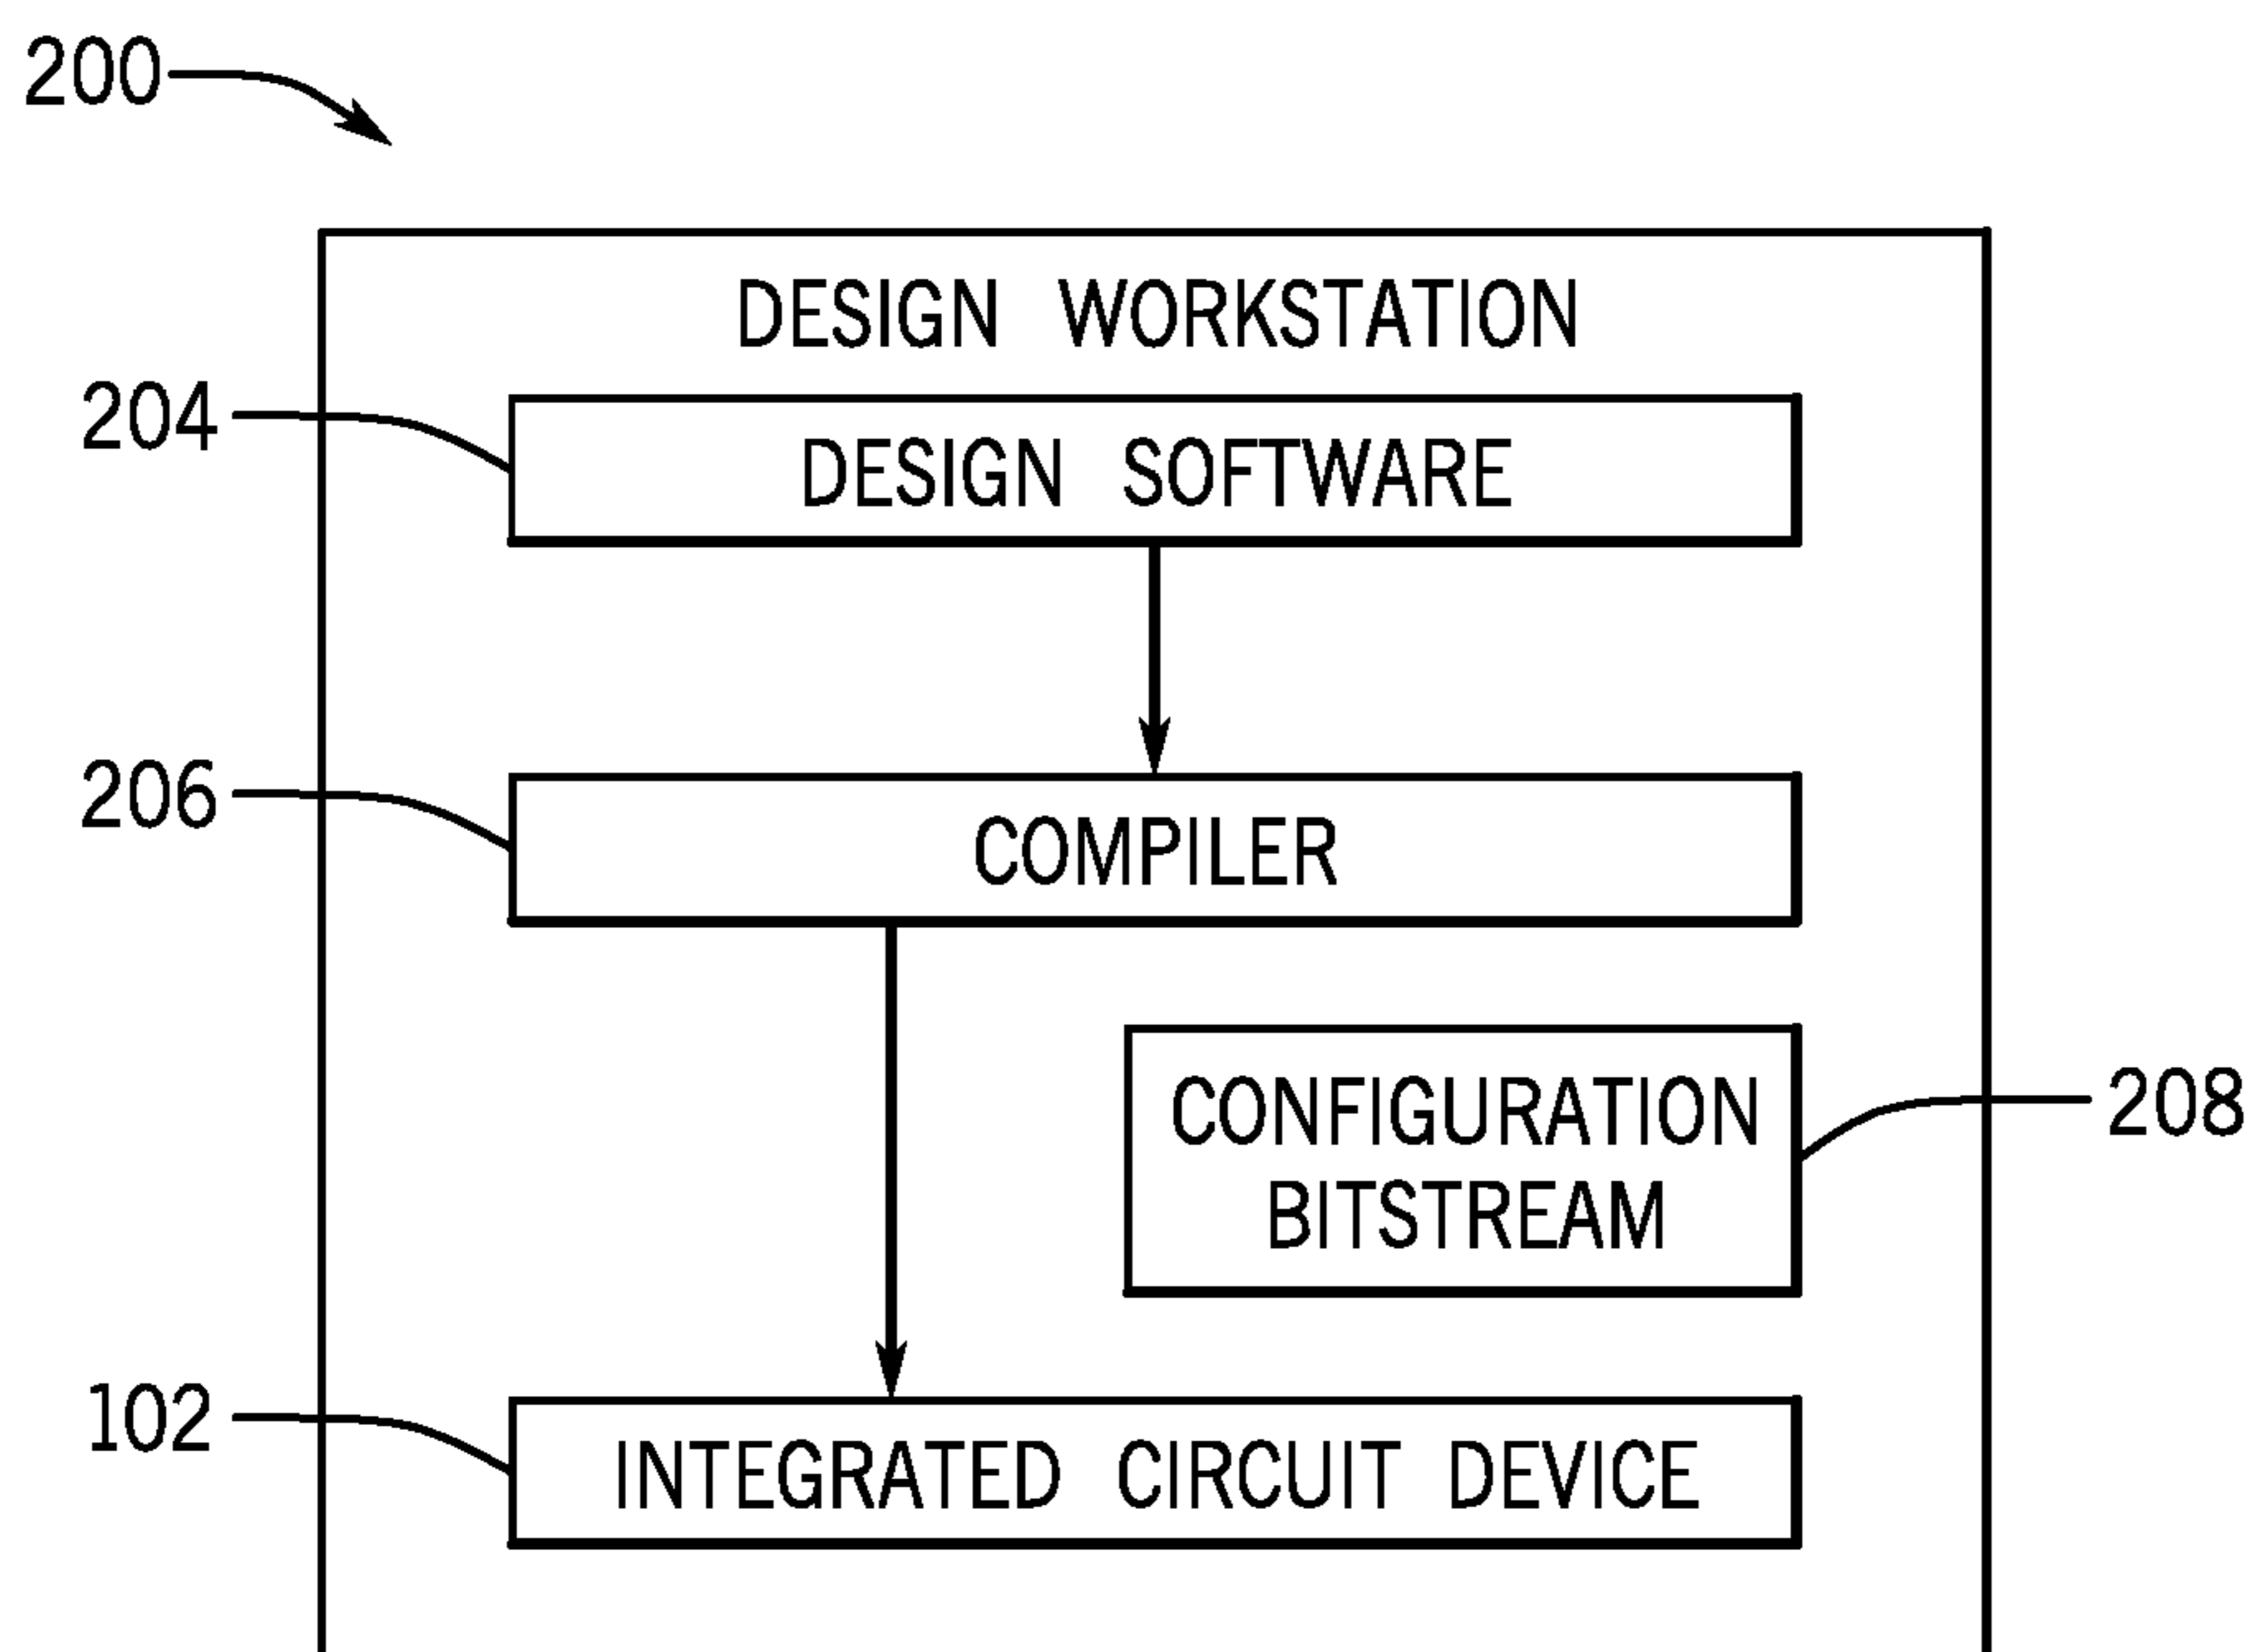 200
DESIGN WORKSTATION
204
DESIGN SOFTWARE
206
COMPILER
CONFIGURATION
BITSTREAM
208
102
INTEGRATED CIRCUIT DEVICE